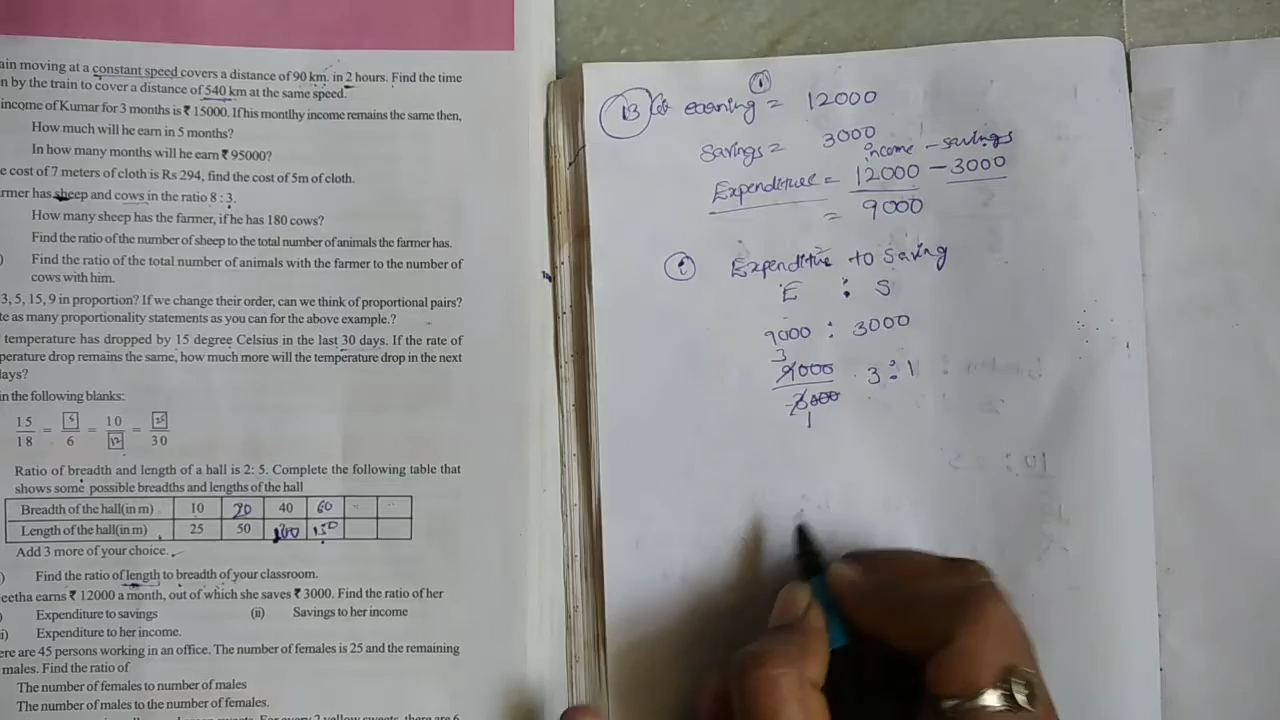 ain moving at a constant speed covers a distance of 90 km. in 2 hours. Find the time
n by the train to cover a distance of 540 km at the same speed.
income of Kumar for 3 months is ₹ 15000. If his montlhy income remains the same then,
How much will he earn in 5 months?
In how many months will he earn ₹ 95000?
e cost of 7 meters of cloth is Rs 294, find the cost of 5m of cloth.
rmer has sheep and cows in the ratio 8 : 3.
How many sheep has the farmer, if he has 180 cows?
Find the ratio of the number of sheep to the total number of animals the farmer has.
) Find the ratio of the total number of animals with the farmer to the number of
cows with him.
3, 5, 15, 9 in proportion? If we change their order, can we think of proportional pairs?
te as many proportionality statements as you can for the above example.?
temperature has dropped by 15 degree Celsius in the last 30 days. If the rate of
perature drop remains the same, how much more will the temperature drop in the next
days?
in the following blanks:
15/18 = 5/6 = 10/12 = 25/30
Ratio of breadth and length of a hall is 2: 5. Complete the following table that
shows some possible breadths and lengths of the hall
Breadth of the hall(in m) 10 20 40 60
Length of the hall(in m) 25 50 100 150
Add 3 more of your choice.
) Find the ratio of length to breadth of your classroom.
eetha earns ₹ 12000 a month, out of which she saves ₹ 3000. Find the ratio of her
) Expenditure to savings (ii) Savings to her income
i) Expenditure to her income.
ere are 45 persons working in an office. The number of females is 25 and the remaining
males. Find the ratio of
The number of females to number of males
The number of males to the number of females.
13 earning = 12000
Savings = 3000
income - savings
Expenditure = 12000 - 3000
= 9000
i Expenditure to saving
E : S
9000 : 3000
3
9000 3 : 1
3000
1